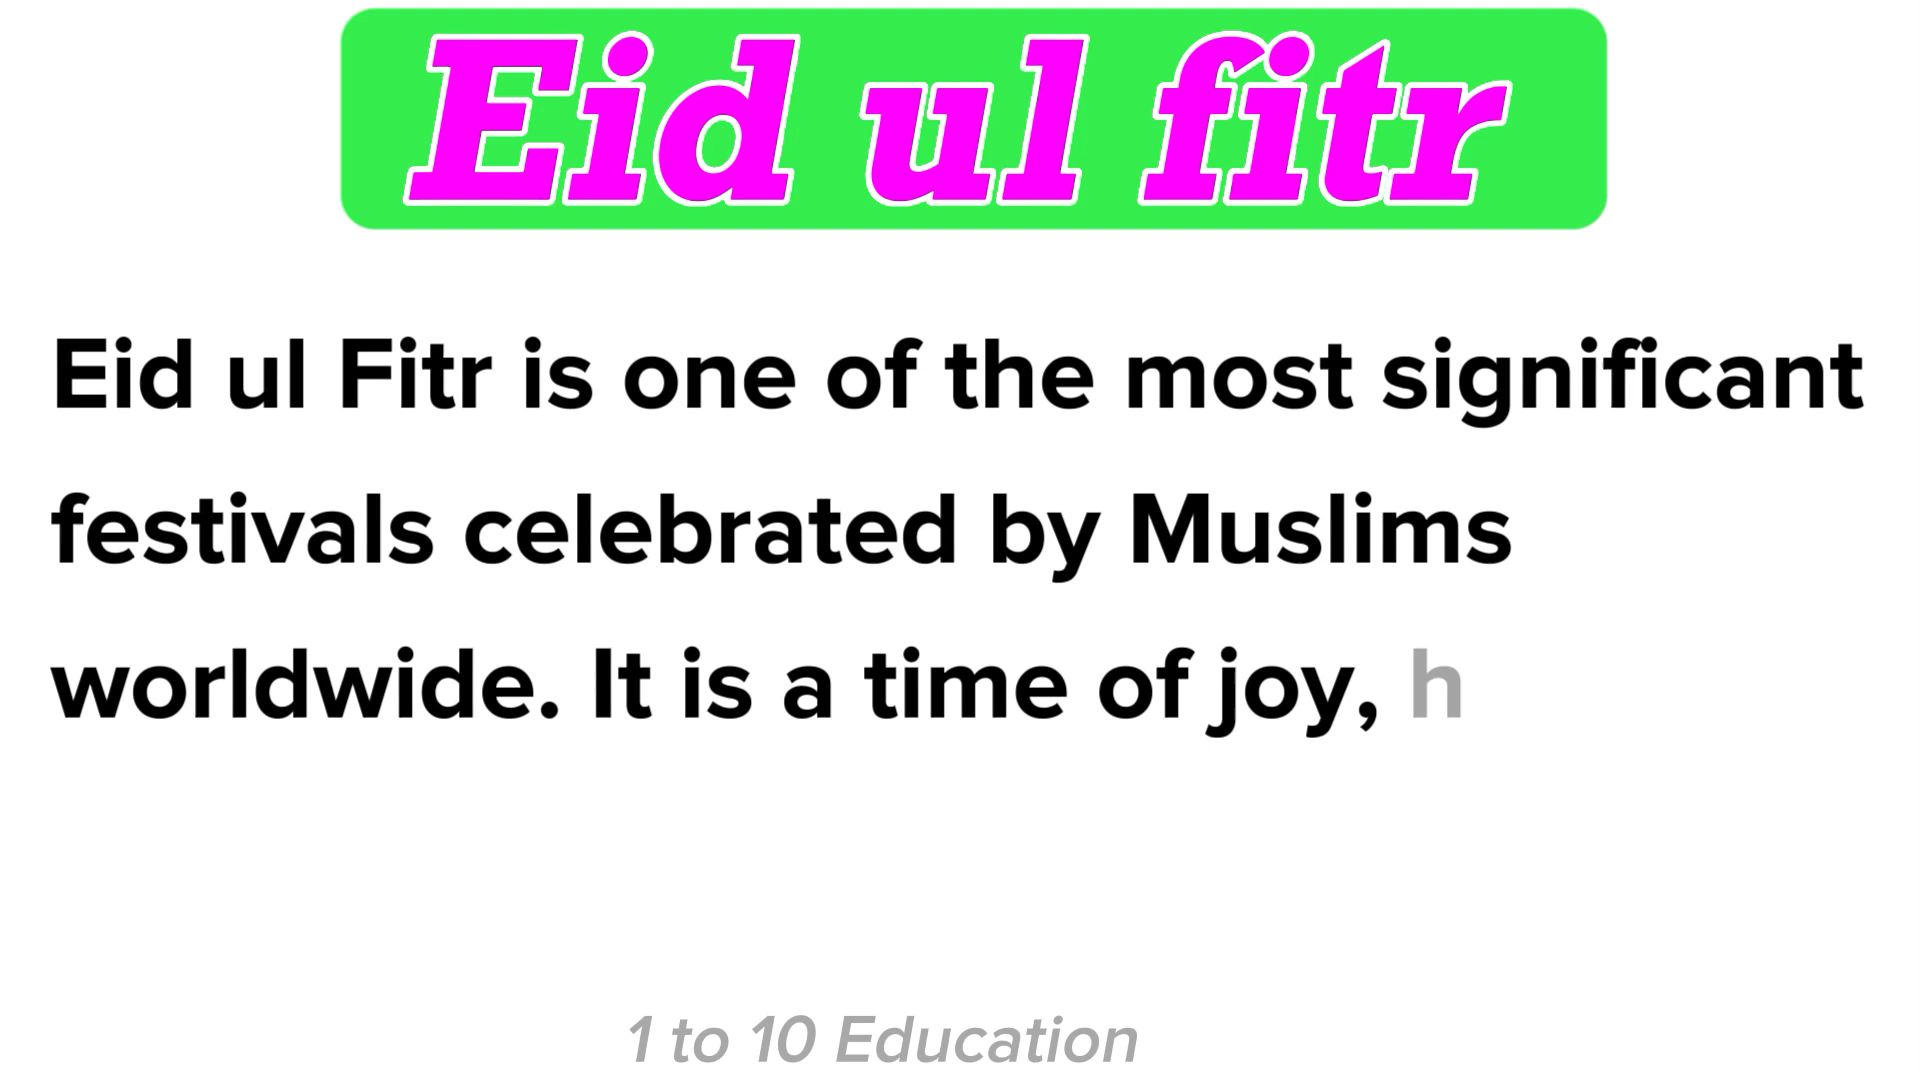 Eid ul fitr
Eid ul Fitr is one of the most significant
festivals celebrated by Muslims
worldwide. It is a time of joy, h
1 to 10 Education